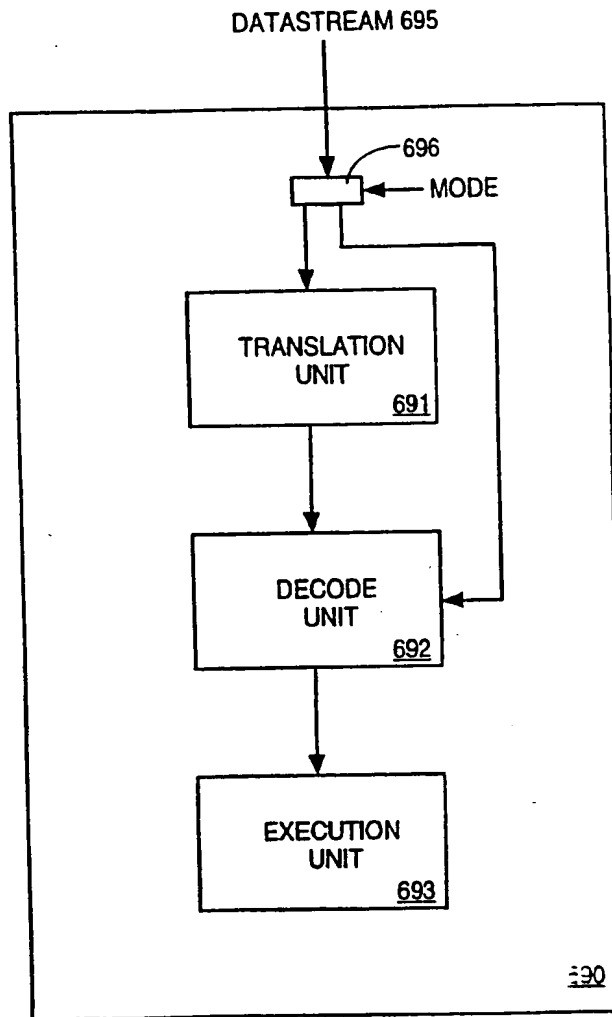 DATASTREAM 695
696
MODE
TRANSLATION
UNIT
691
DECODE
UNIT
692
EXECUTION
UNIT
693